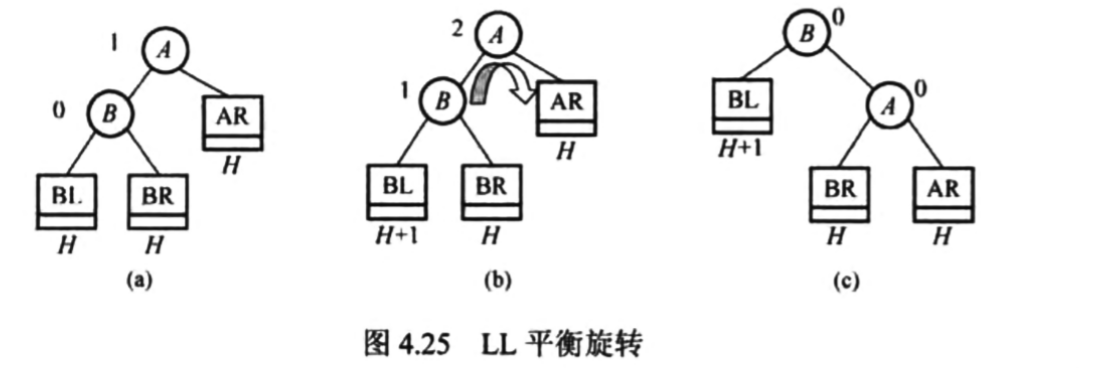 1 A
0 B AR
H
BL BR
H H
(a)
2 A
1 B AR
H
BL BR
H+1 H
(b)
B 0
BL A 0
H+1
BR AR
H H
(c)
图 4.25 LL 平衡旋转